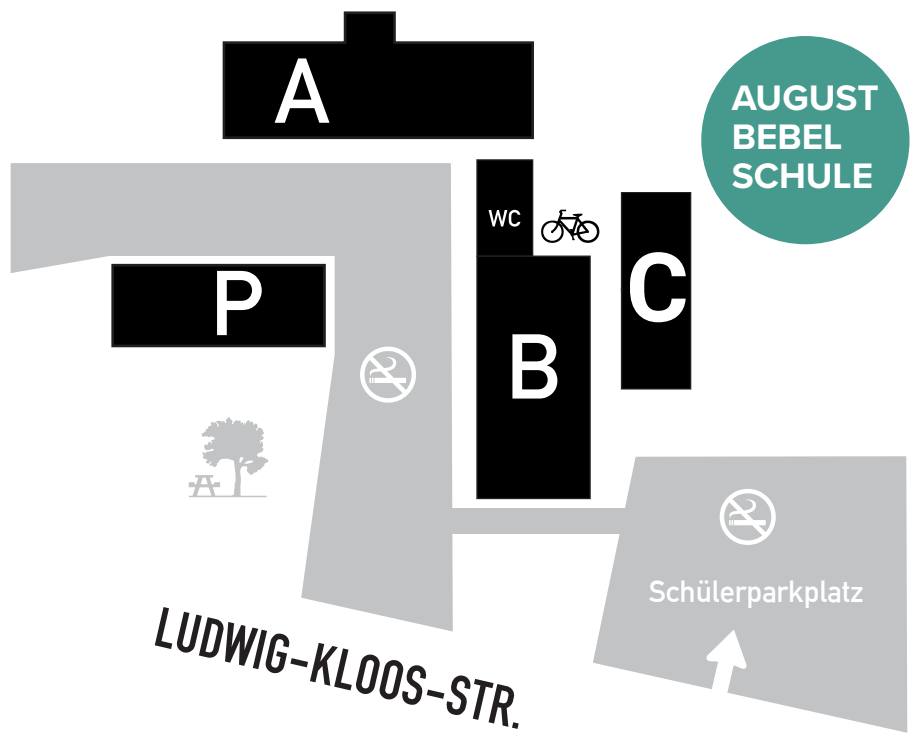 A
AUGUST
BEBEL
SCHULE
WC
C
P
B
Schülerparkplatz
LUDWIG-KLOOS-STR.